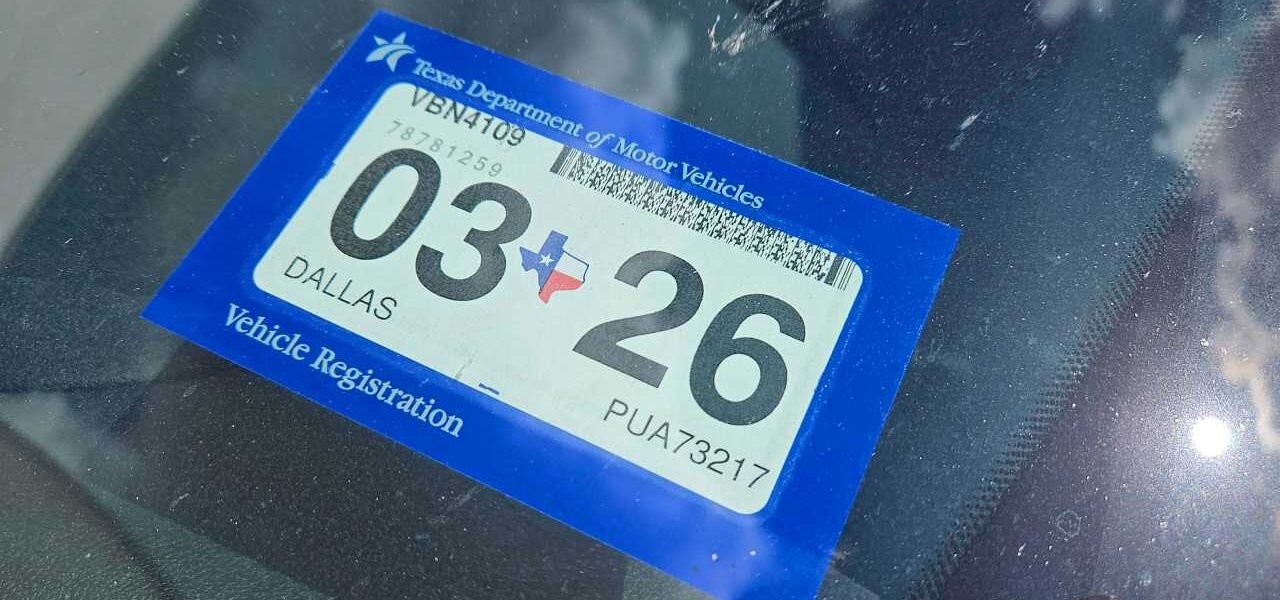 Texas Department of Motor Vehicles
VBN4109
78781259
03 26
DALLAS
PUA73217
Vehicle Registration